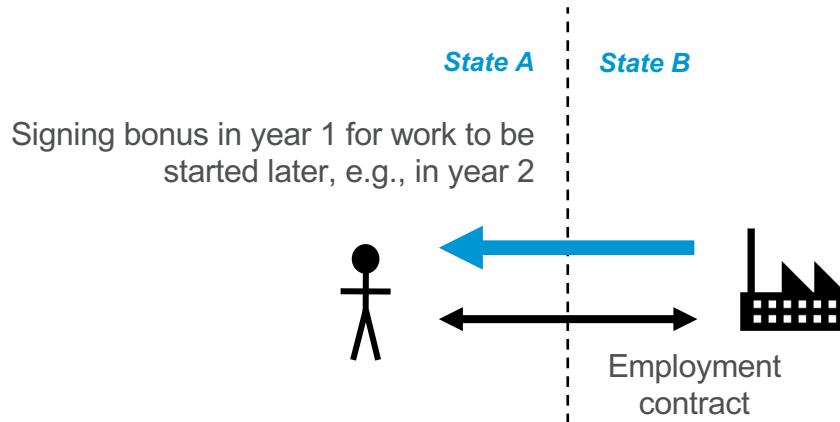 State A
State B
Signing bonus in year 1 for work to be
started later, e.g., in year 2
Employment
contract